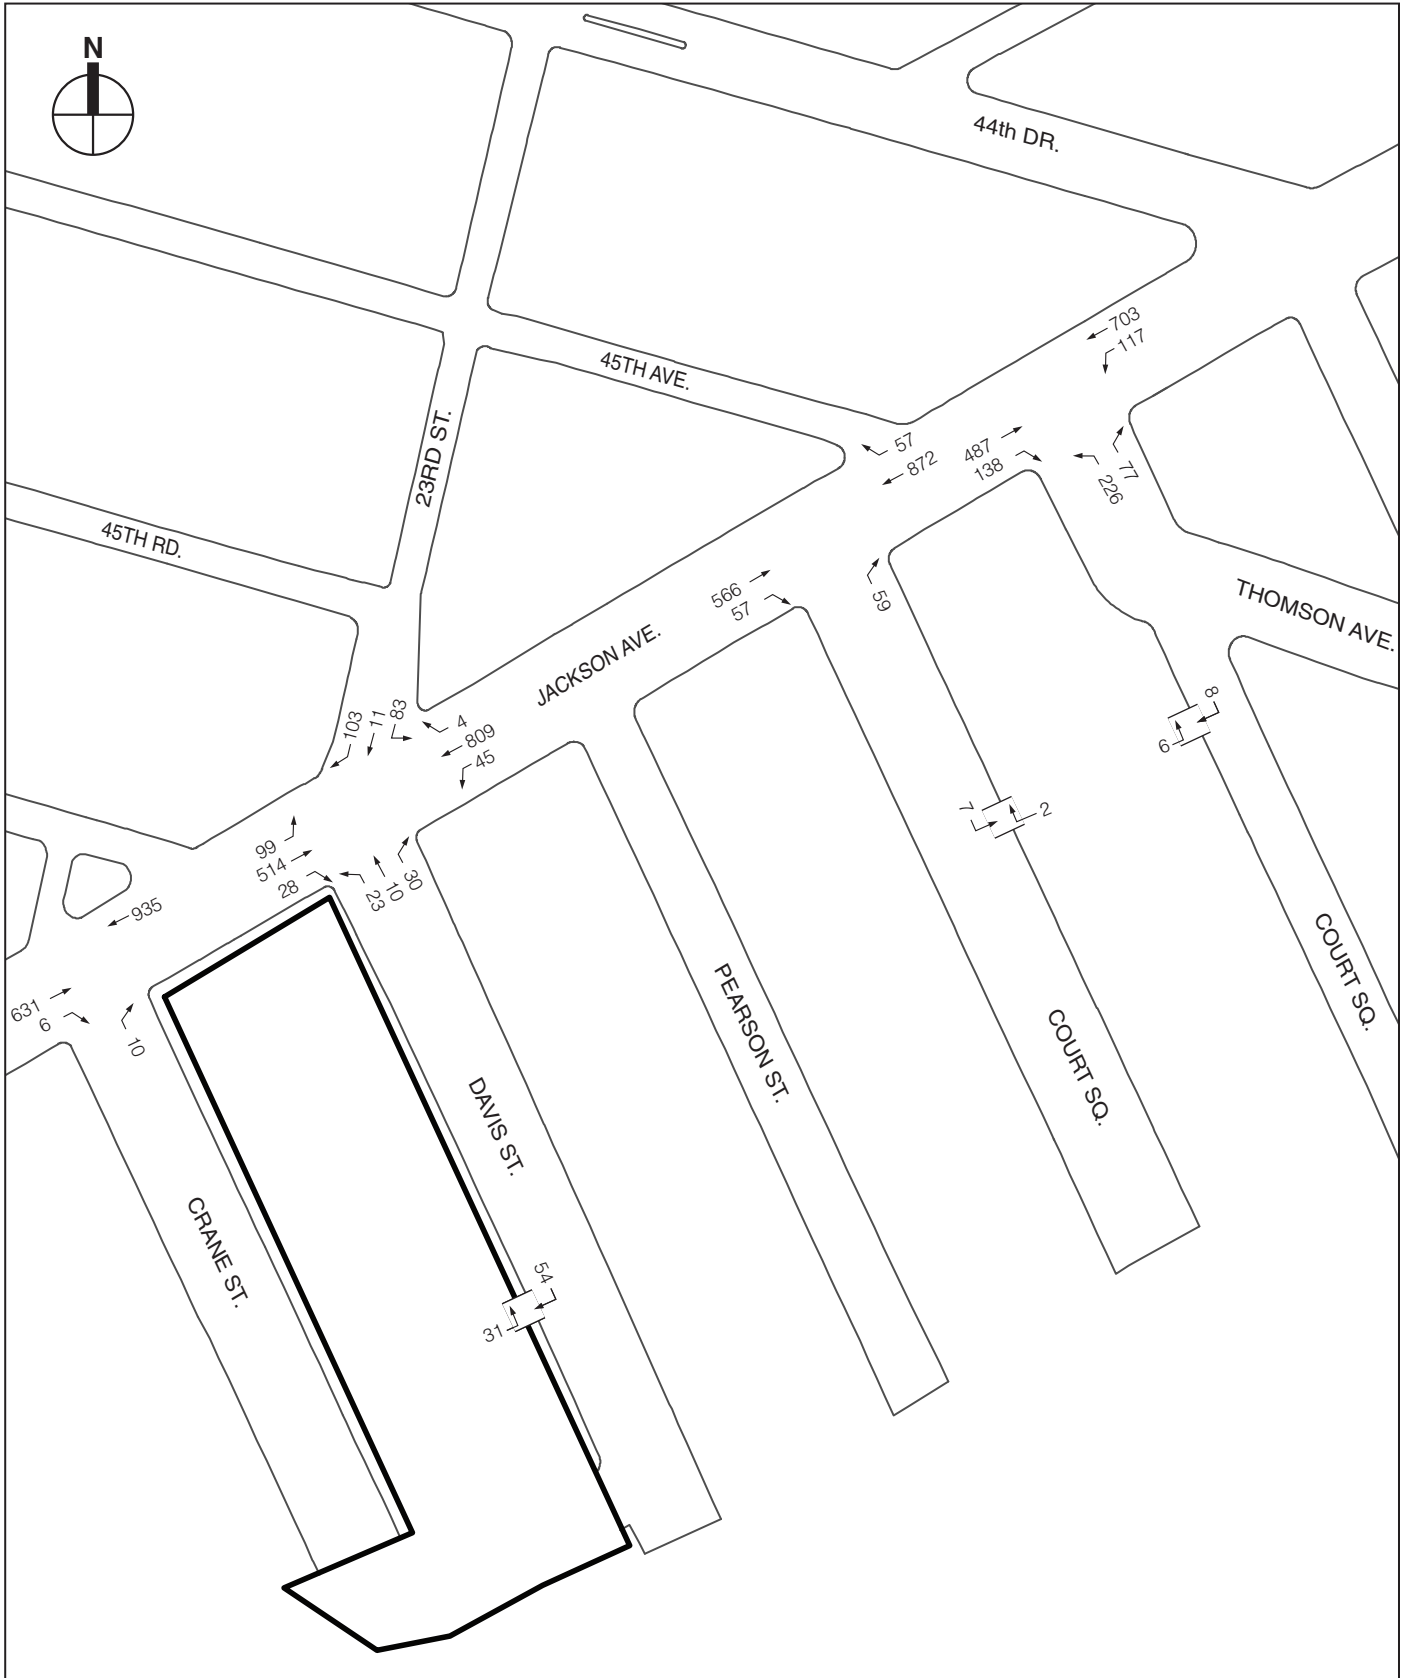 N
44th DR.
703
117
45TH AVE.
57
872
487
138
77
226
23RD ST.
45TH RD.
THOMSON AVE.
566
57
59
JACKSON AVE.
103
11
83
4
809
45
8
6
7
2
99
514
28
23
10
30
935
631
6
10
COURT SQ.
PEARSON ST.
COURT SQ.
DAVIS ST.
CRANE ST.
54
31